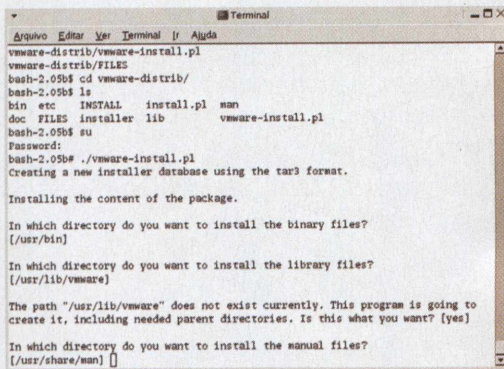 Terminal
Arquivo Editar Ver Terminal Ir Ajuda
vmware-distrib/vmware-install.pl
vmware-distrib/FILES
bash-2.05b$ cd vmware-distrib/
bash-2.05b$ ls
bin etc INSTALL install.pl man
doc FILES installer lib vmware-install.pl
bash-2.05b$ su
Password:
bash-2.05b# ./vmware-install.pl
Creating a new installer database using the tar3 format.
Installing the content of the package.
In which directory do you want to install the binary files?
[/usr/bin]
In which directory do you want to install the library files?
[/usr/lib/vmware]
The path "/usr/lib/vmware" does not exist currently. This program is going to
create it, including needed parent directories. Is this what you want? [yes]
In which directory do you want to install the manual files?
[/usr/share/man]